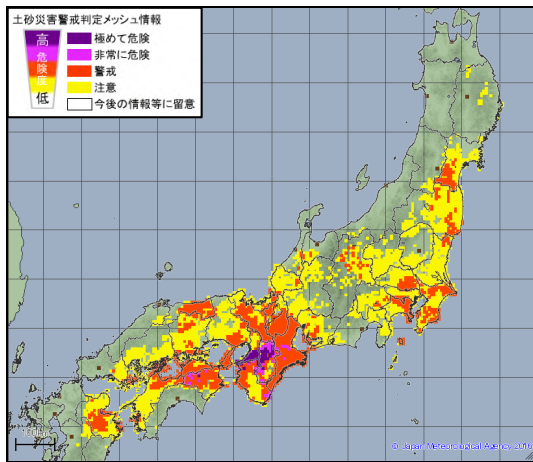 土砂災害警戒判定メッシュ情報
高
危険度
低
極めて危険
非常に危険
警戒
注意
今後の情報等に留意
100km
© Japan Meteorological Agency 2016